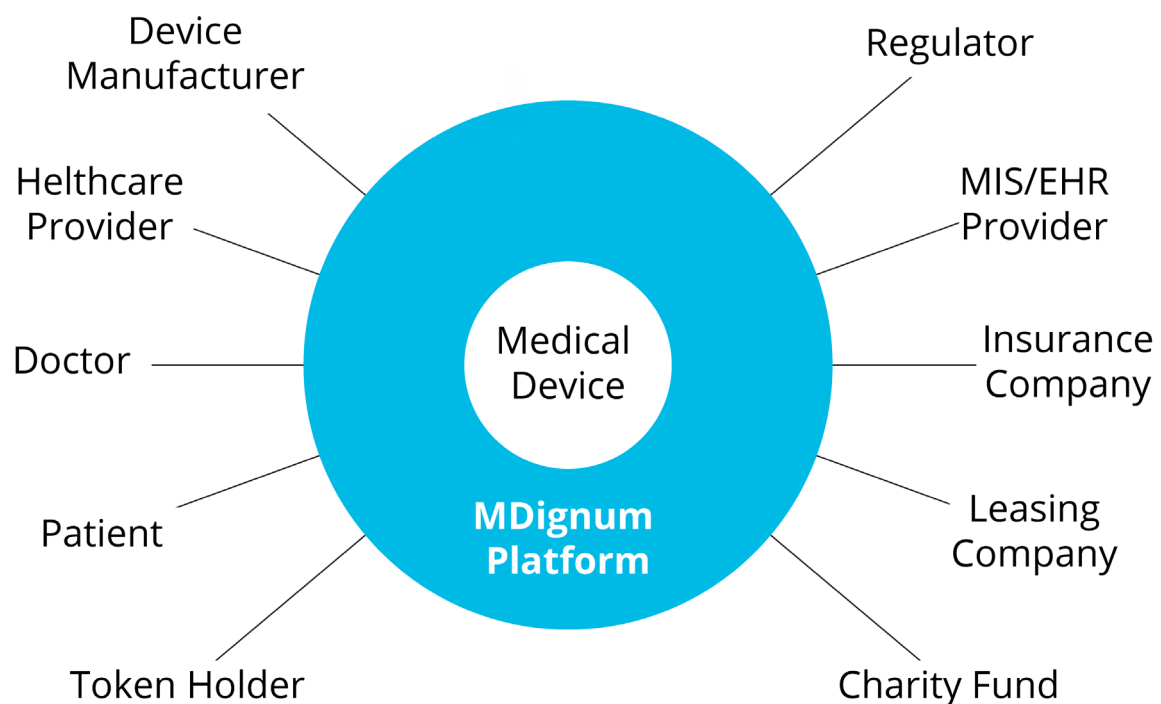 Device
Manufacturer
Helthcare
Provider
Doctor
Patient
Token Holder
Medical
Device
MDignum
Platform
Regulator
MIS/EHR
Provider
Insurance
Company
Leasing
Company
Charity Fund